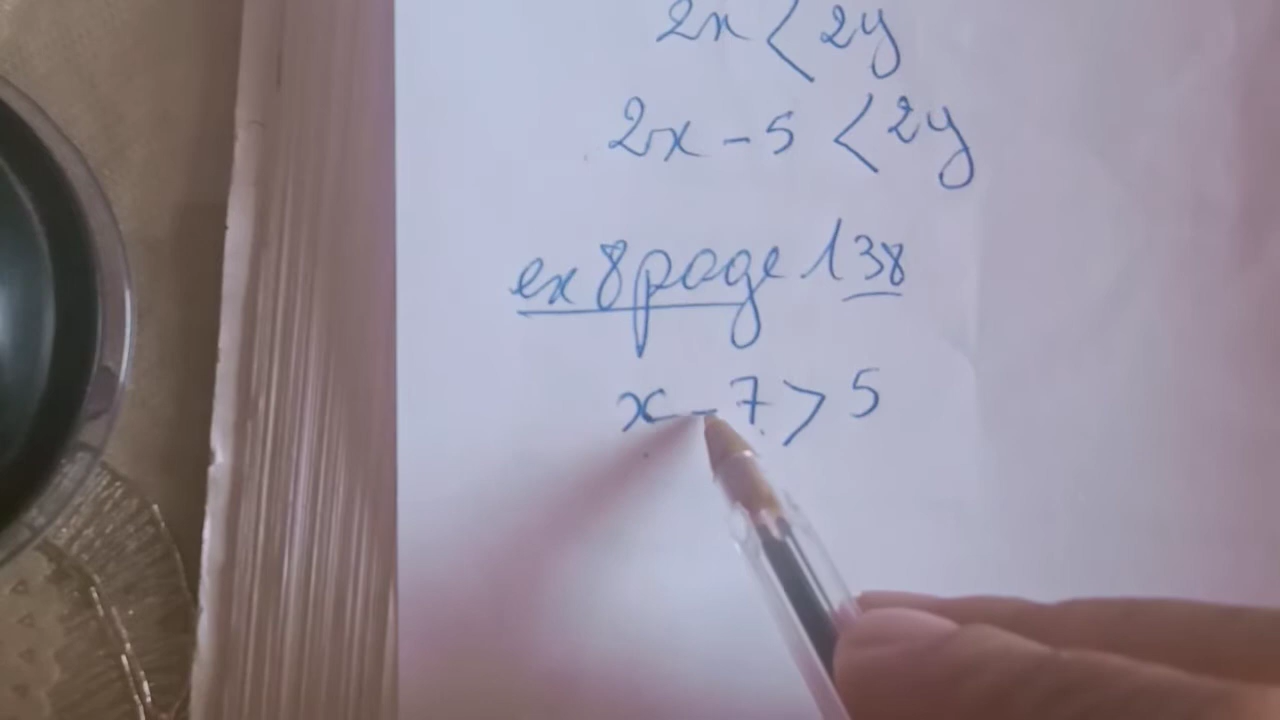 2x < 2y
2x - 5 < 2y
ex 8 page 138
x - 7 > 5